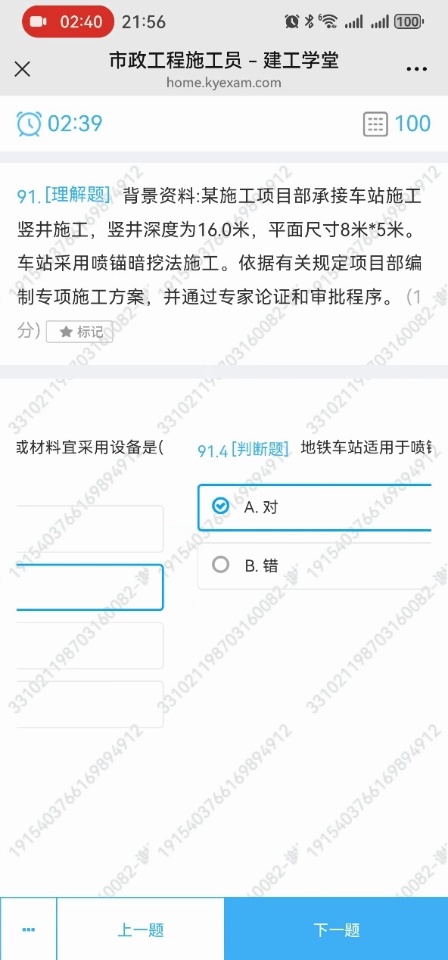 02:40 21:56 100
市政工程施工员 - 建工学堂
home.kyexam.com
02:39 100
91. [理解题] 背景资料:某施工项目部承接车站施工
竖井施工，竖井深度为16.0米，平面尺寸8米*5米。
车站采用喷锚暗挖法施工。依据有关规定项目部编
制专项施工方案，并通过专家论证和审批程序。(1
分) ★ 标记
或材料宜采用设备是(
91.4 [判断题] 地铁车站适用于喷
A. 对
B. 错
... 上一题 下一题